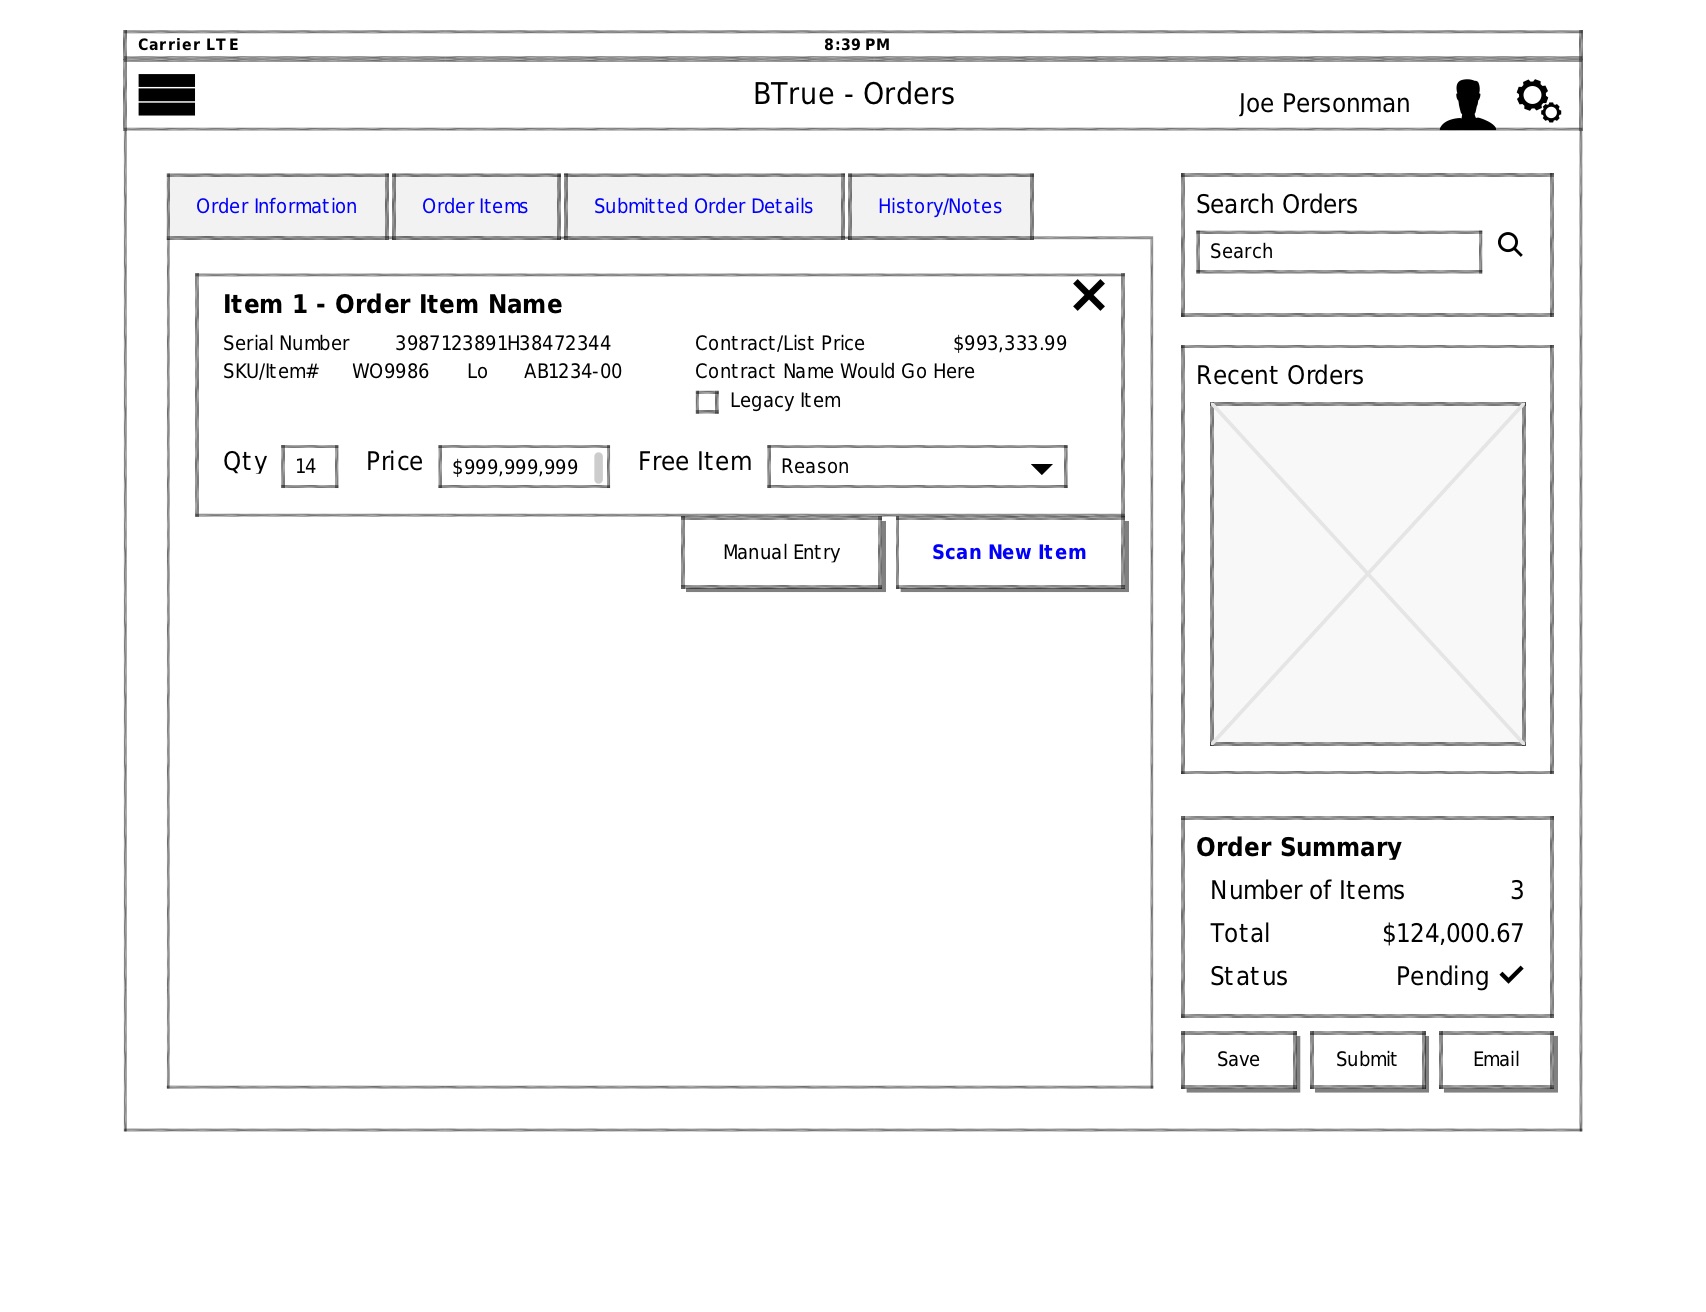 Carrier LTE 8:39 PM
BTrue - Orders
Joe Personman
Order Information Order Items Submitted Order Details History/Notes
Item 1 - Order Item Name
Serial Number 3987123891H38472344 Contract/List Price $993,333.99
SKU/Item# WO9986 Lo AB1234-00 Contract Name Would Go Here
Legacy Item
Qty 14 Price $999,999,999 Free Item Reason
Manual Entry Scan New Item
Search Orders
Search
Recent Orders
Order Summary
Number of Items 3
Total $124,000.67
Status Pending
Save Submit Email